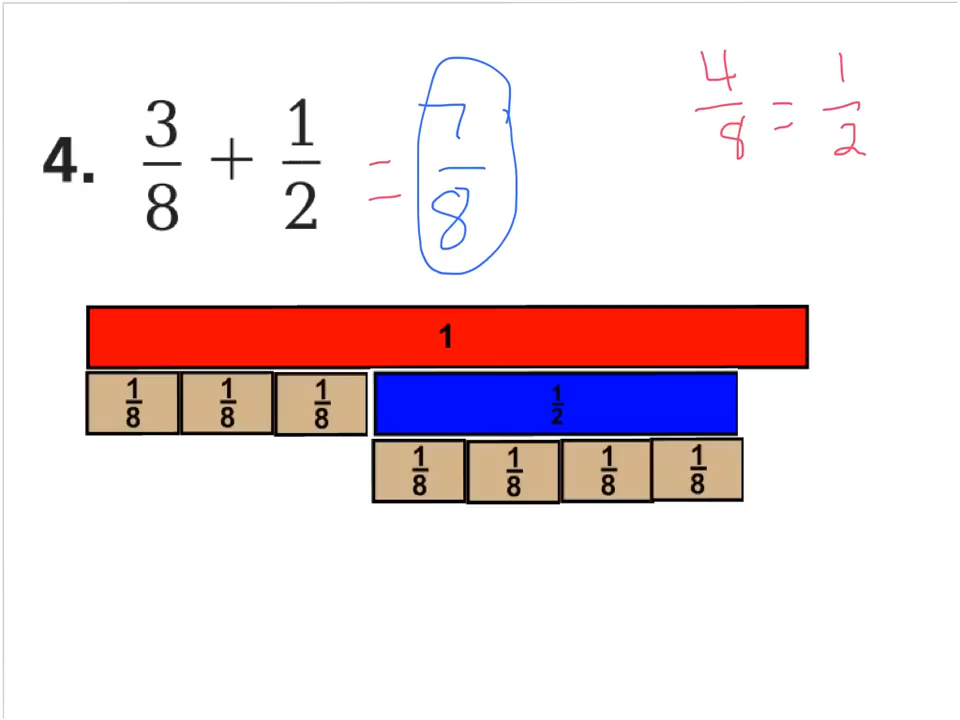 4. 3/8 + 1/2 = 7/8
4/8 = 1/2
1
1/8 1/8 1/8 1/2
1/8 1/8 1/8 1/8